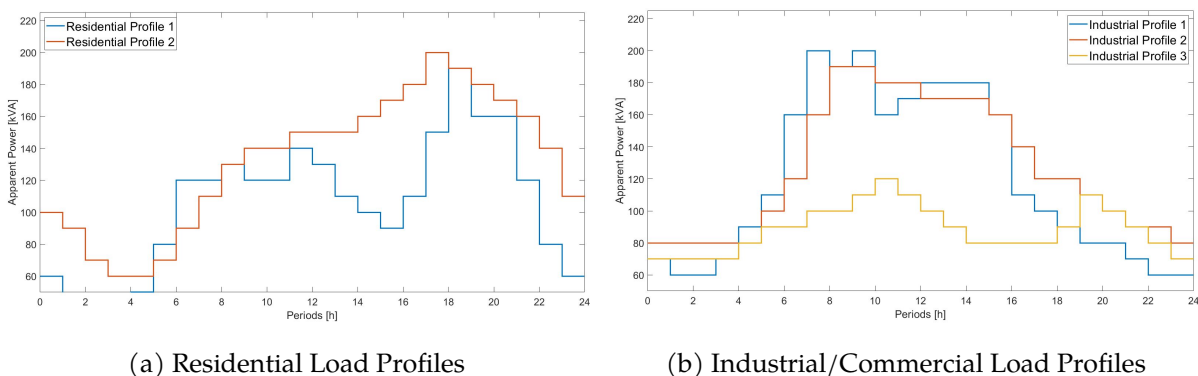 Residential Profile 1
Residential Profile 2
Apparent Power [kVA]
220
200
180
160
140
120
100
80
60
0 2 4 6 8 10 12 14 16 18 20 22 24
Periods [h]
(a) Residential Load Profiles
Industrial Profile 1
Industrial Profile 2
Industrial Profile 3
Apparent Power [kVA]
220
200
180
160
140
120
100
80
60
0 2 4 6 8 10 12 14 16 18 20 22 24
Periods [h]
(b) Industrial/Commercial Load Profiles